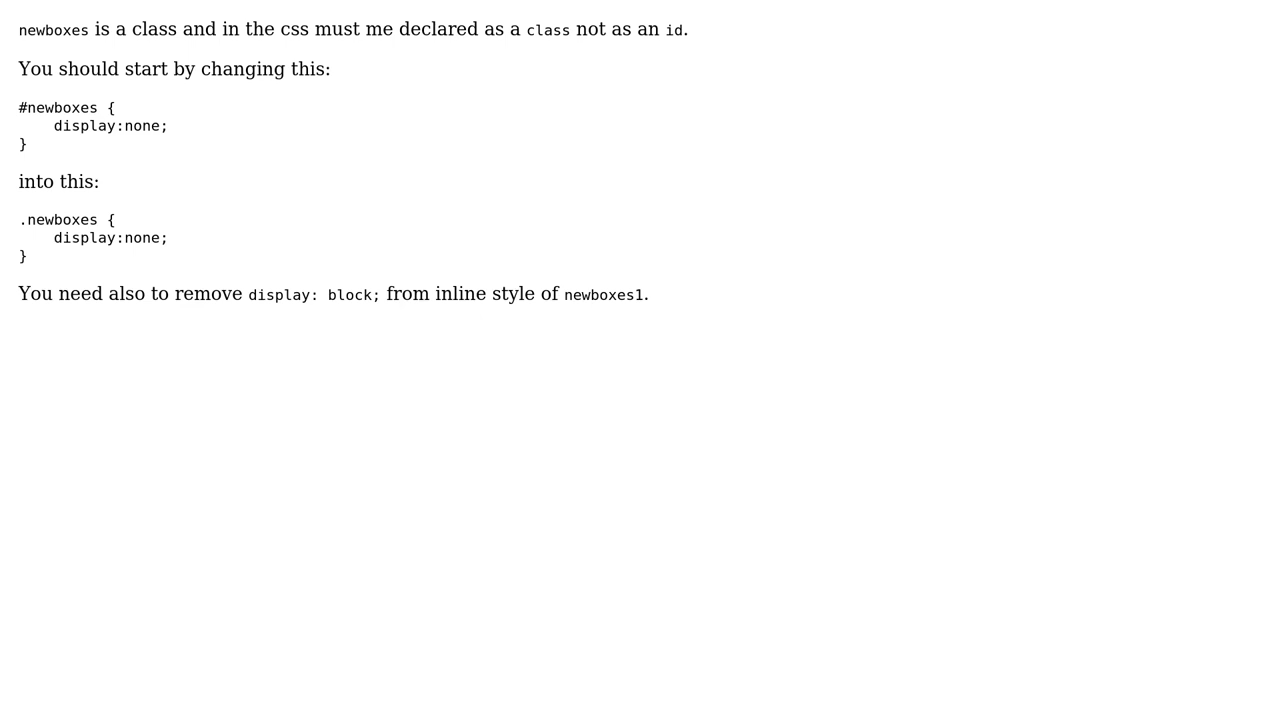 newboxes is a class and in the css must me declared as a class not as an id.
You should start by changing this:
#newboxes {
    display:none;
}
into this:
.newboxes {
    display:none;
}
You need also to remove display: block; from inline style of newboxes1.